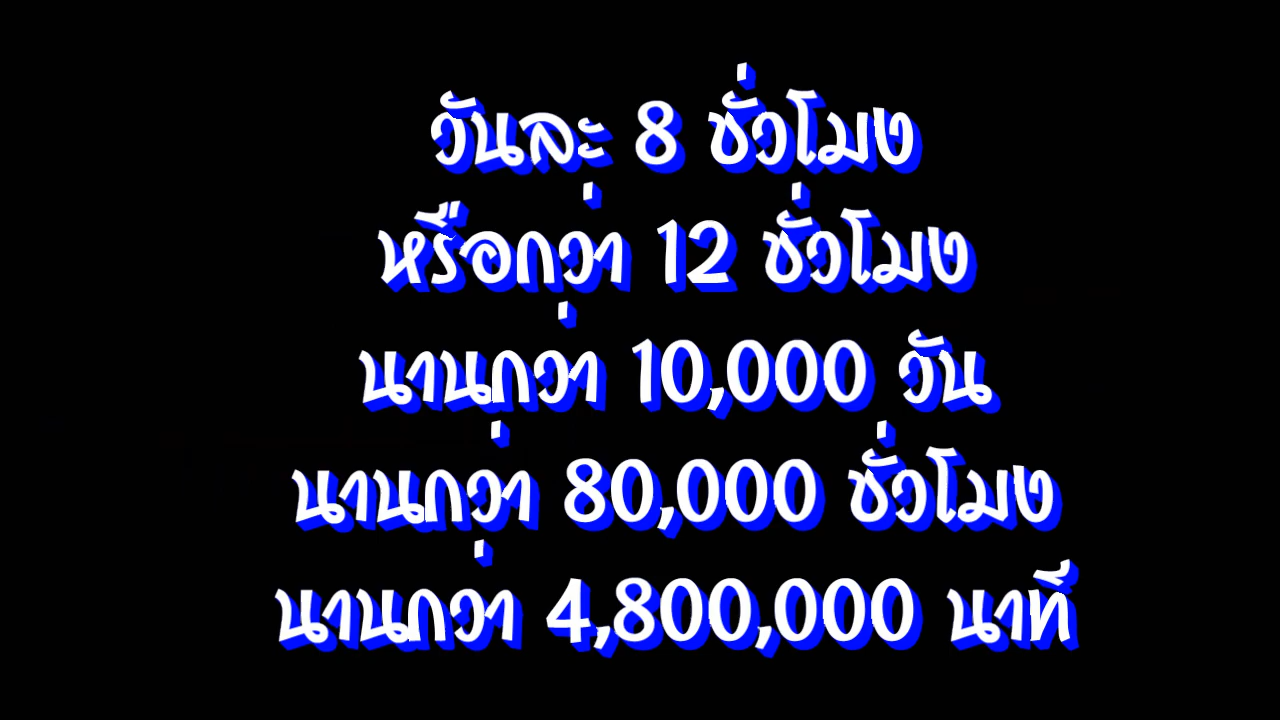 วันละ 8 ชั่วโมง
หรือกว่า 12 ชั่วโมง
นานกว่า 10,000 วัน
นานกว่า 80,000 ชั่วโมง
นานกว่า 4,800,000 นาที